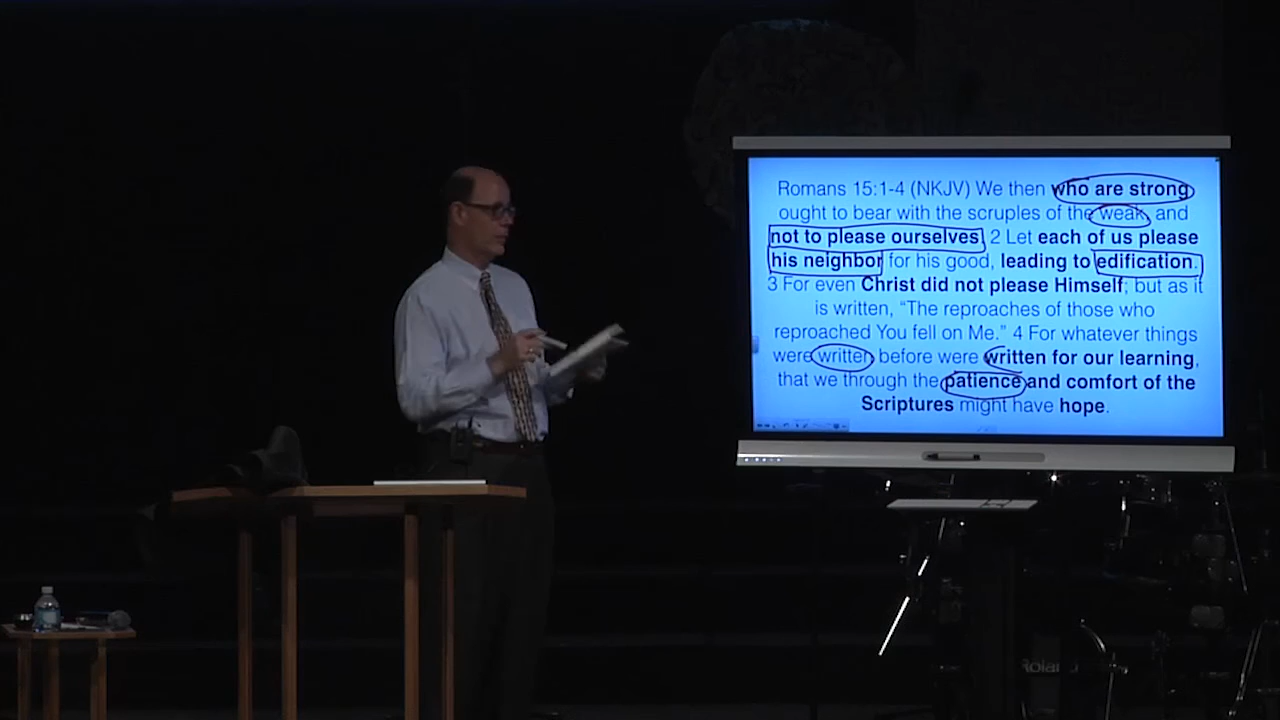 Romans 15:1-4 (NKJV) We then who are strong
ought to bear with the scruples of the weak, and
not to please ourselves. 2 Let each of us please
his neighbor for his good, leading to edification.
3 For even Christ did not please Himself; but as it
is written, “The reproaches of those who
reproached You fell on Me.” 4 For whatever things
were written before were written for our learning,
that we through the patience and comfort of the
Scriptures might have hope.
Roland